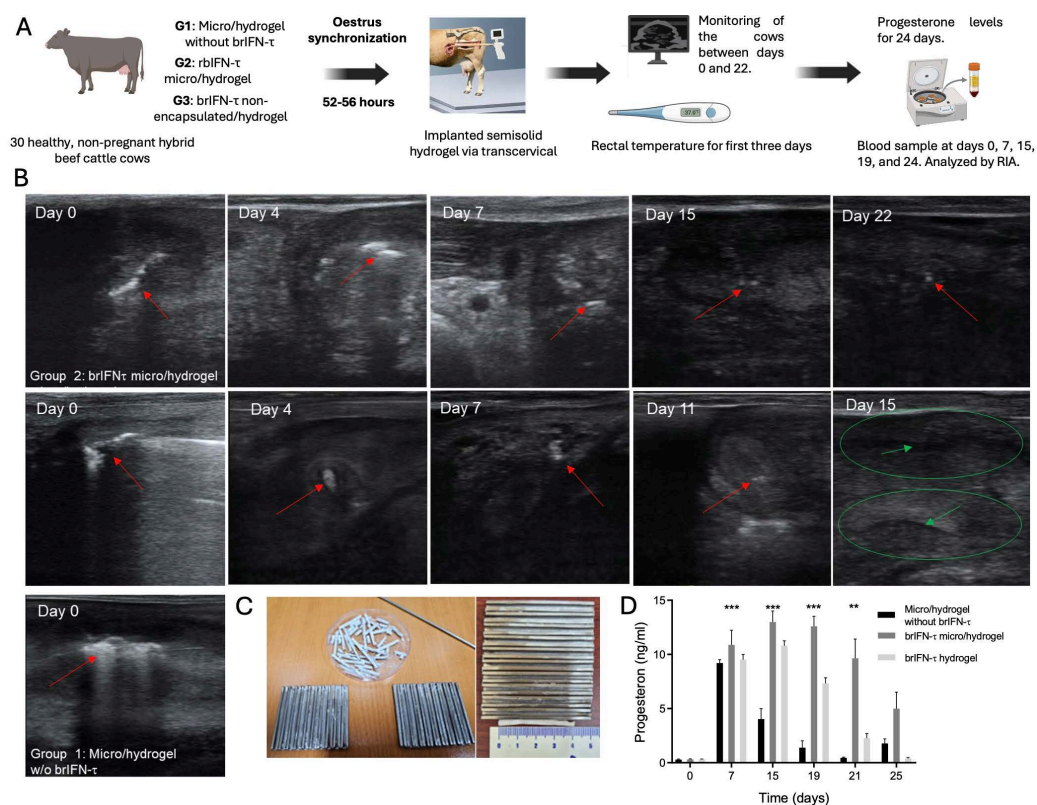 A
G1: Micro/hydrogel
without brIFN-τ
G2: rbIFN-τ
micro/hydrogel
G3: brIFN-τ non-
encapsulated/hydrogel
30 healthy, non-pregnant hybrid
beef cattle cows
Oestrus
synchronization
52-56 hours
Implanted semisolid
hydrogel via transcervical
Monitoring of
the cows
between days
0 and 22.
Rectal temperature for first three days
Progesterone levels
for 24 days.
Blood sample at days 0, 7, 15,
19, and 24. Analyzed by RIA.
B
Day 0
Group 2: brIFNτ micro/hydrogel
Day 4
Day 7
Day 15
Day 22
Day 0
Day 4
Day 7
Day 11
Day 15
Day 0
Group 1: Micro/hydrogel
w/o brIFN-τ
C
0 1 2 3 4 5
D
Progesteron (ng/ml)
15
10
5
0
*** *** *** **
Micro/hydrogel
without brIFN-τ
brIFN-τ micro/hydrogel
brIFN-τ hydrogel
0 7 15 19 21 25
Time (days)